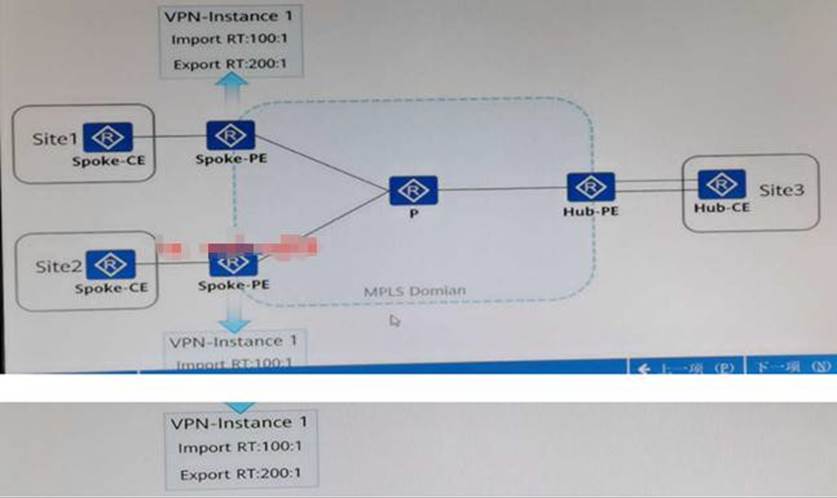 VPN-Instance 1
Import RT:100:1
Export RT:200:1
Site1
Spoke-CE
Spoke-PE
P
Hub-PE
Hub-CE
Site3
Site2
Spoke-CE
Spoke-PE
MPLS Domian
VPN-Instance 1
Import RT:100:1
上一项 (P)
下一项 (N)
VPN-Instance 1
Import RT:100:1
Export RT:200:1